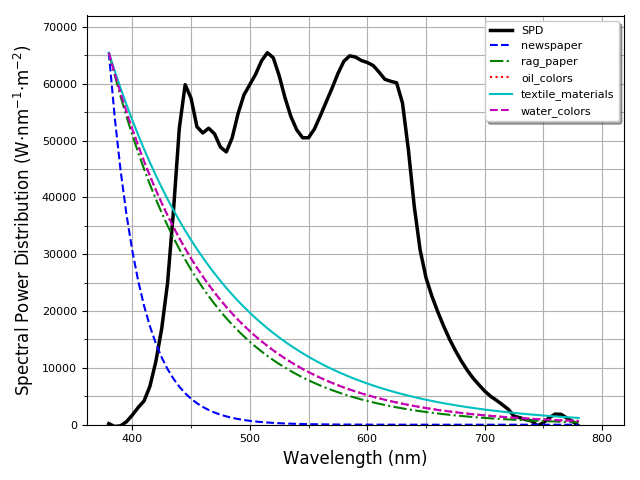 70000
60000
50000
40000
30000
20000
10000
0
Spectral Power Distribution (W·nm⁻¹·m⁻²)
SPD
newspaper
rag_paper
oil_colors
textile_materials
water_colors
400 500 600 700 800
Wavelength (nm)